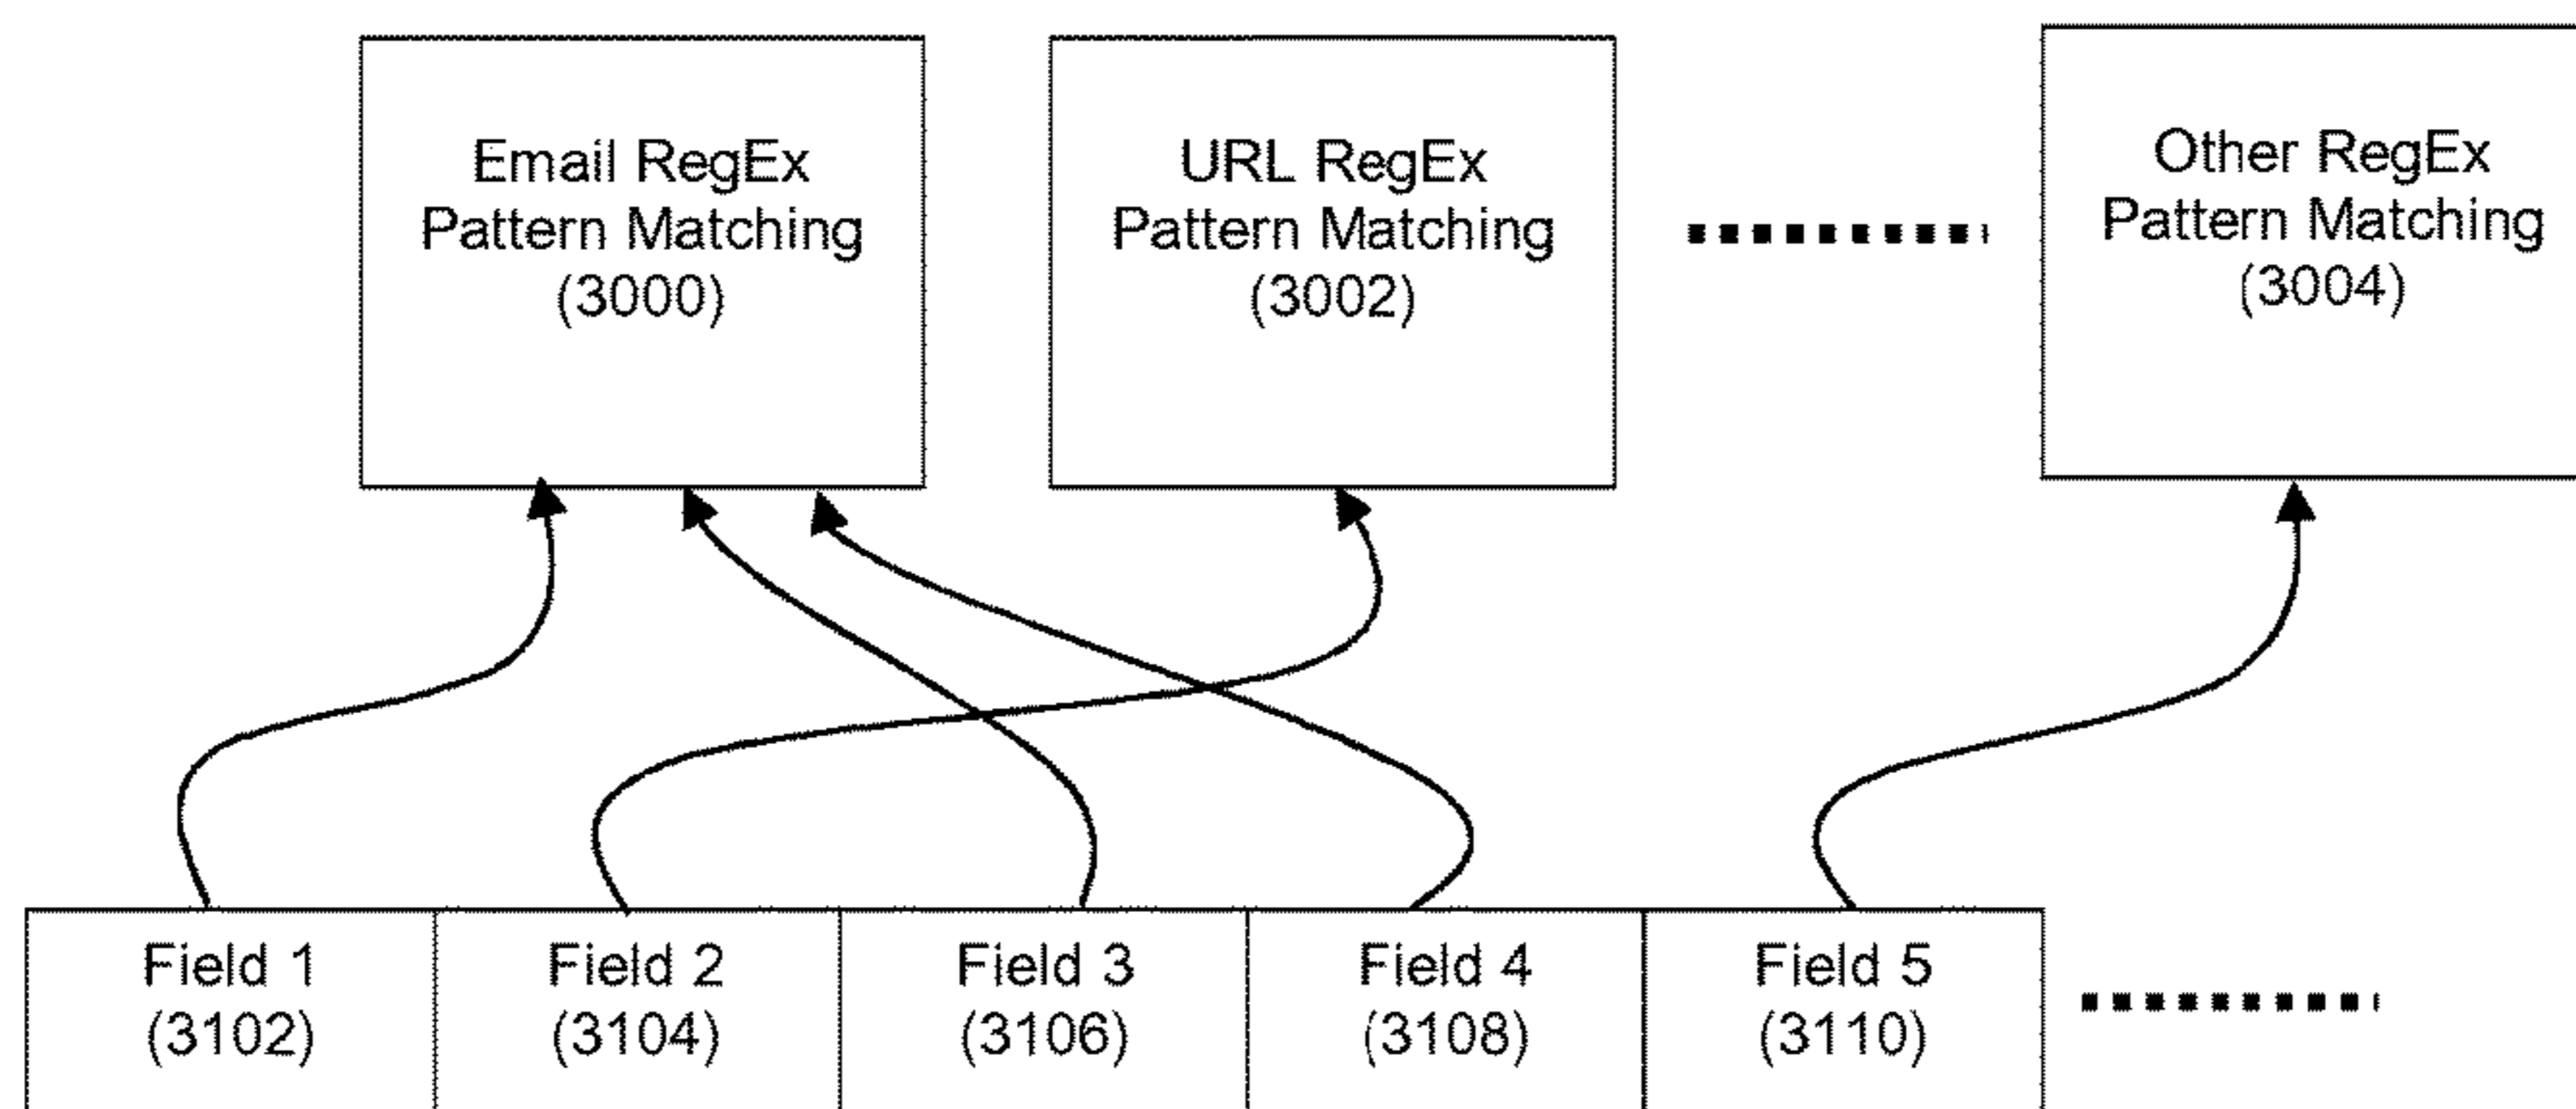 Email RegEx
Pattern Matching
(3000)
URL RegEx
Pattern Matching
(3002)
Other RegEx
Pattern Matching
(3004)
Field 1
(3102)
Field 2
(3104)
Field 3
(3106)
Field 4
(3108)
Field 5
(3110)